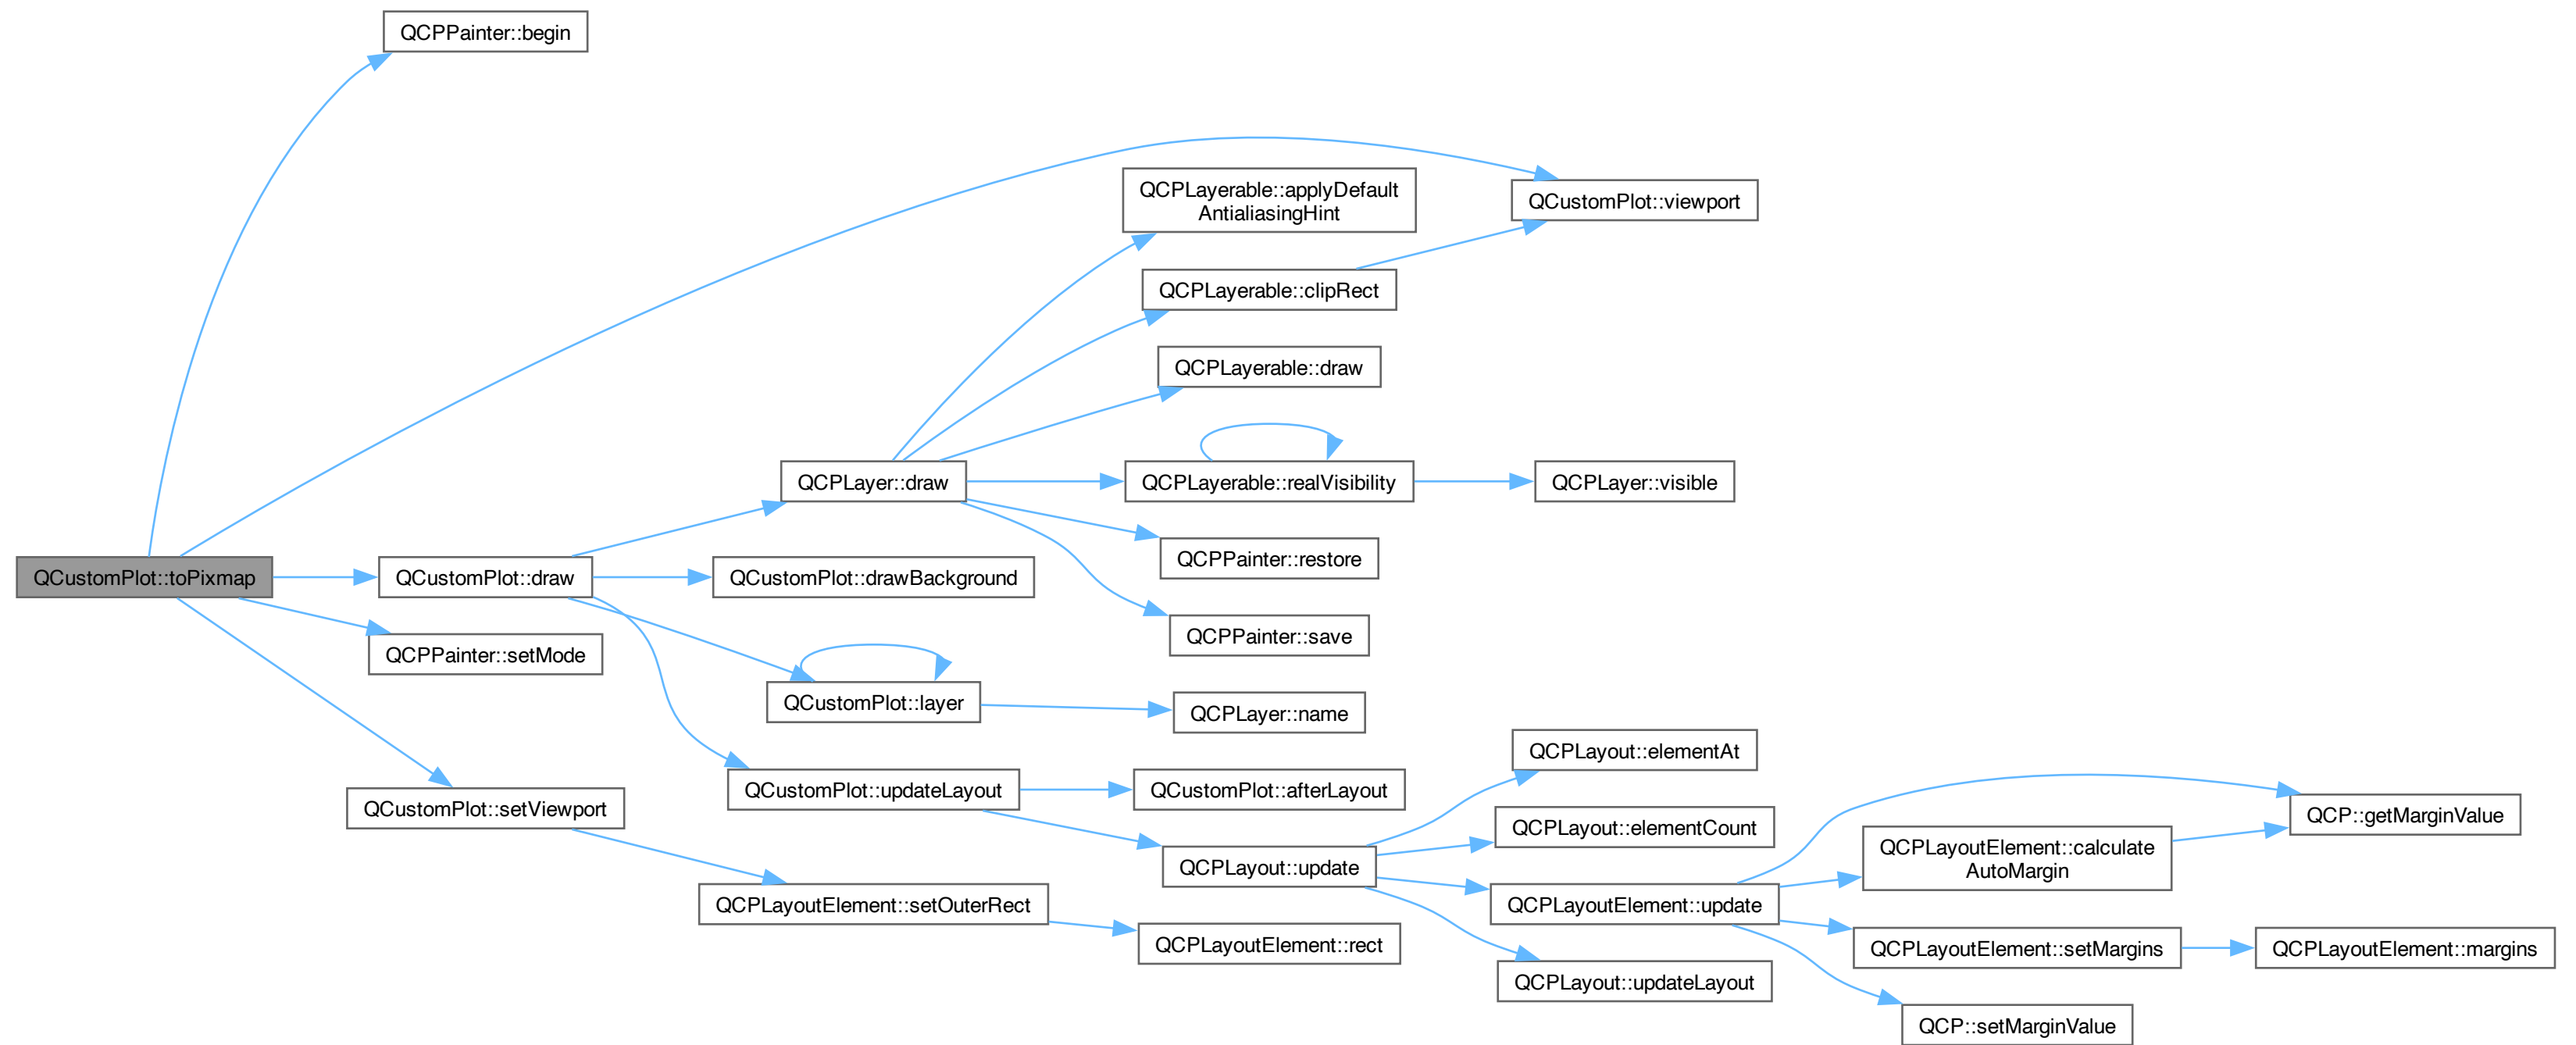 QCPPainter::begin
QCPLayerable::applyDefault
AntialiasingHint
QCustomPlot::viewport
QCPLayerable::clipRect
QCPLayerable::draw
QCPLayer::draw
QCPLayerable::realVisibility
QCPLayer::visible
QCPPainter::restore
QCustomPlot::toPixmap
QCustomPlot::draw
QCustomPlot::drawBackground
QCPPainter::save
QCPPainter::setMode
QCustomPlot::layer
QCPLayer::name
QCPLayout::elementAt
QCustomPlot::updateLayout
QCustomPlot::afterLayout
QCustomPlot::setViewport
QCPLayout::elementCount
QCP::getMarginValue
QCPLayout::update
QCPLayoutElement::calculate
AutoMargin
QCPLayoutElement::setOuterRect
QCPLayoutElement::update
QCPLayoutElement::rect
QCPLayoutElement::setMargins
QCPLayoutElement::margins
QCPLayout::updateLayout
QCP::setMarginValue